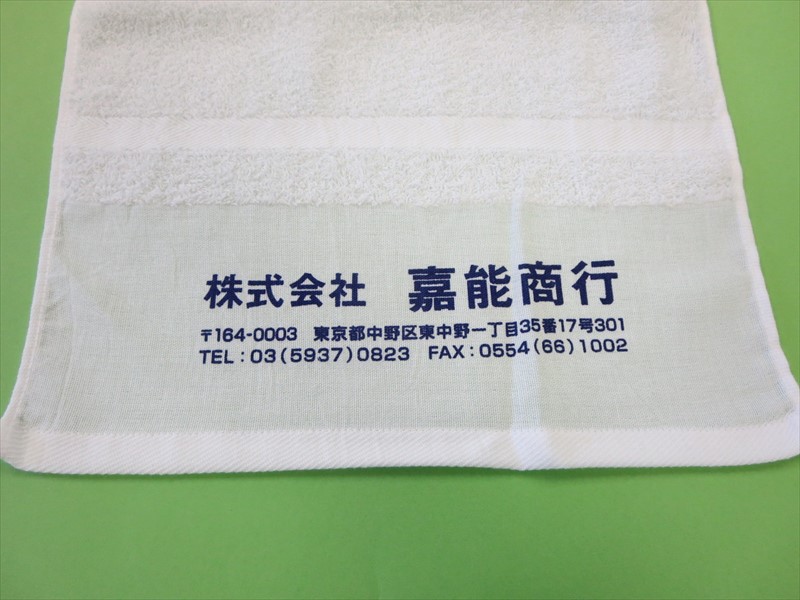 株式会社 嘉能商行
〒164-0003 東京都中野区東中野一丁目35番17号301
TEL：03(5937)0823 FAX：0554(66)1002